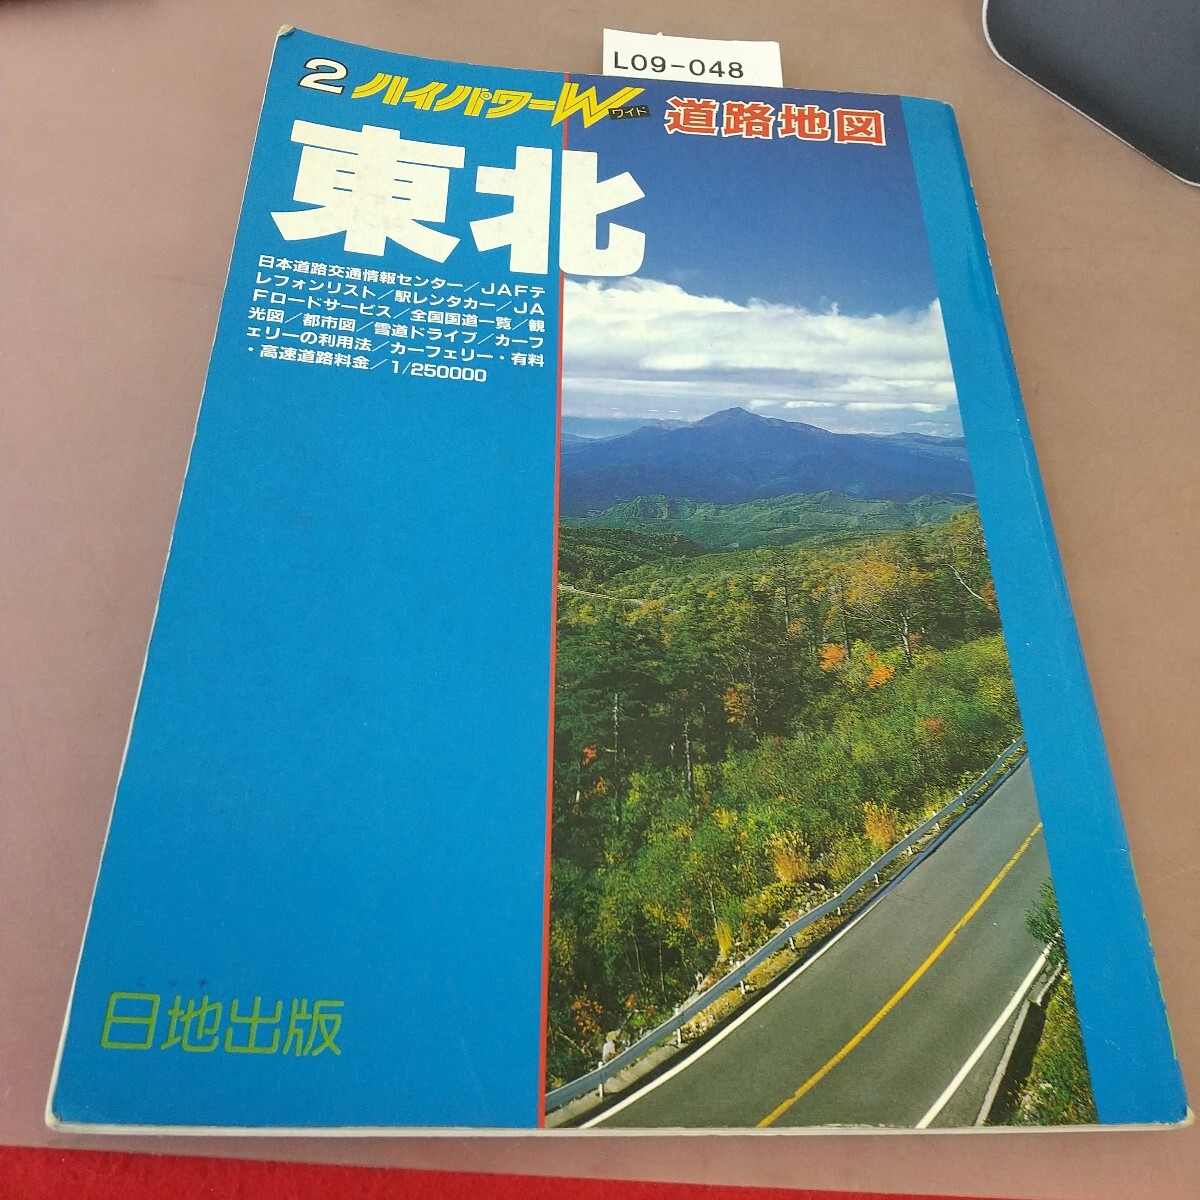 L09-048
2 ハイパワーW ワイド 道路地図
東北
日本道路交通情報センター／JAFテ
レフォンリスト／駅レンタカー／JA
Fロードサービス／全国国道一覧／観
光図／都市図／雪道ドライブ／カーフ
ェリーの利用法／カーフェリー・有料
・高速道路料金／1/250000
ニッチ
日地出版